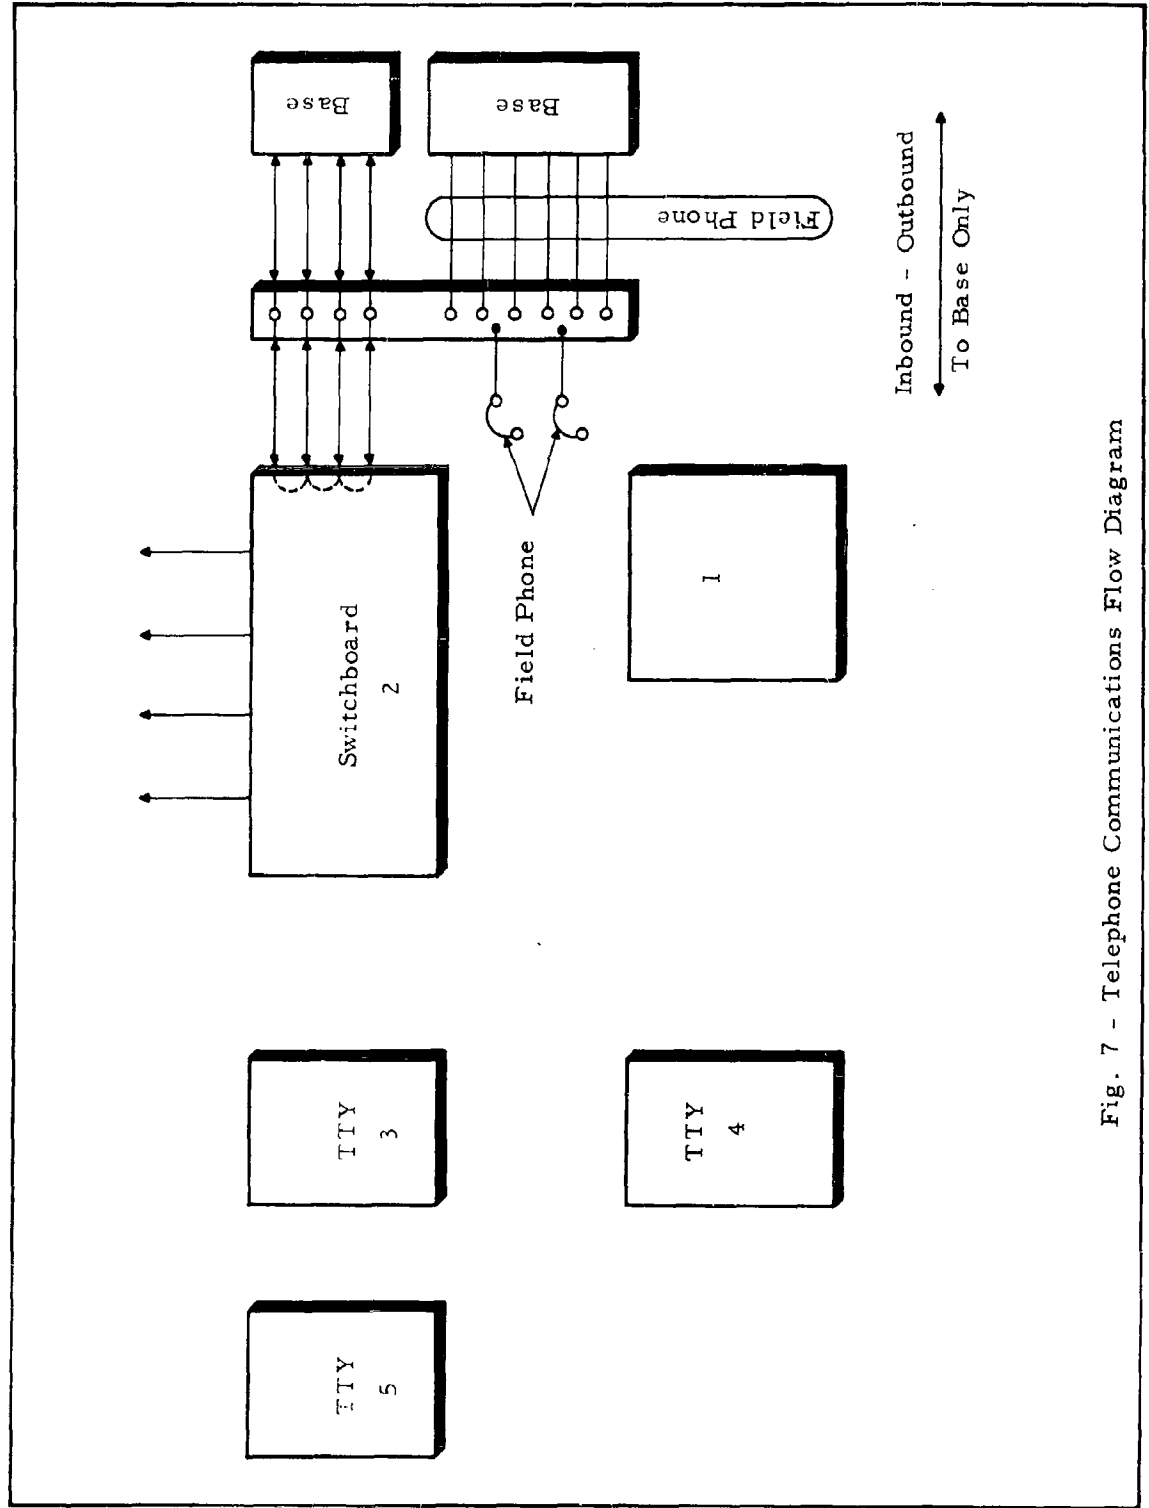 Base
Base
Field Phone
Inbound - Outbound
To Base Only
Switchboard
2
Field Phone
1
TTY
3
TTY
4
TTY
5
Fig. 7 - Telephone Communications Flow Diagram